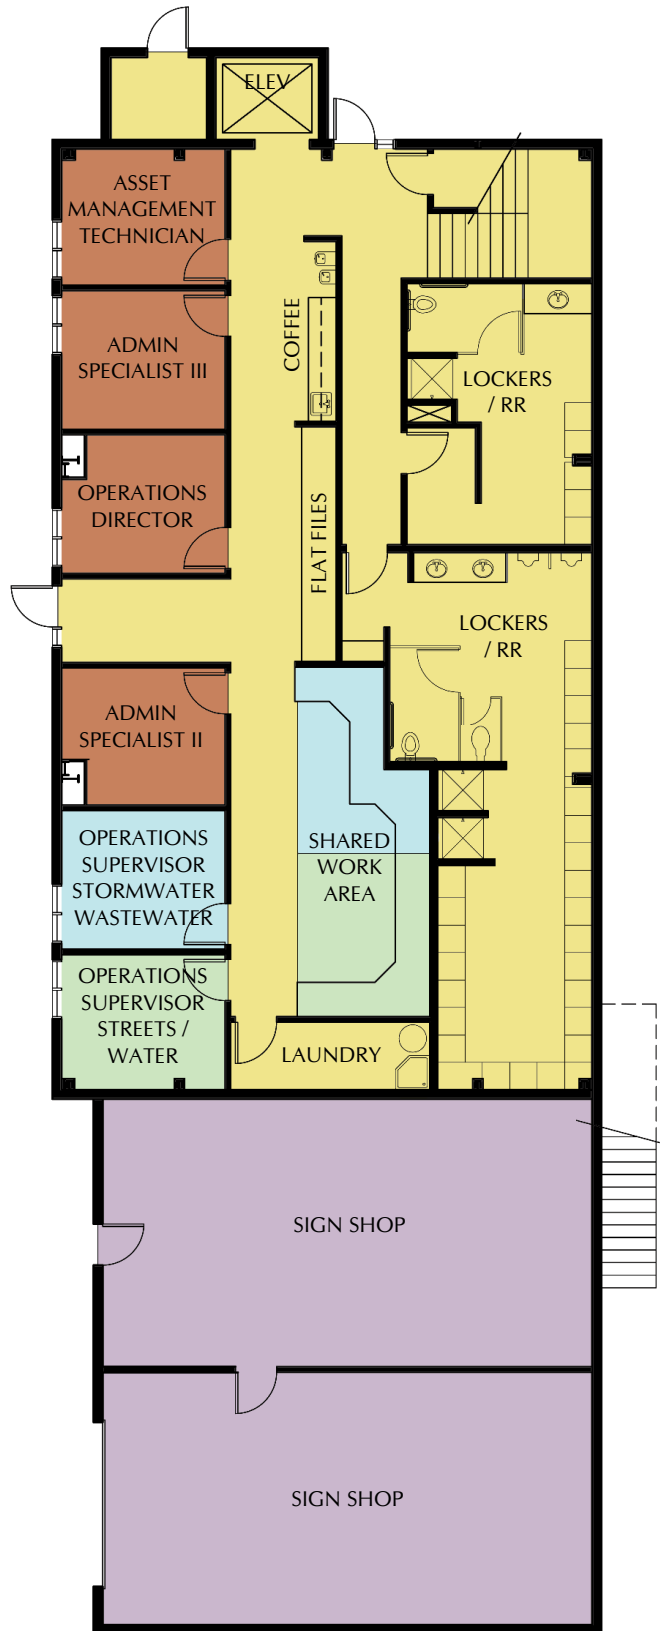 ELEV
ASSET
MANAGEMENT
TECHNICIAN
ADMIN
SPECIALIST III
COFFEE
LOCKERS
/ RR
OPERATIONS
DIRECTOR
FLAT FILES
LOCKERS
/ RR
ADMIN
SPECIALIST II
OPERATIONS
SUPERVISOR
STORMWATER
WASTEWATER
SHARED
WORK
AREA
OPERATIONS
SUPERVISOR
STREETS /
WATER
LAUNDRY
SIGN SHOP
SIGN SHOP